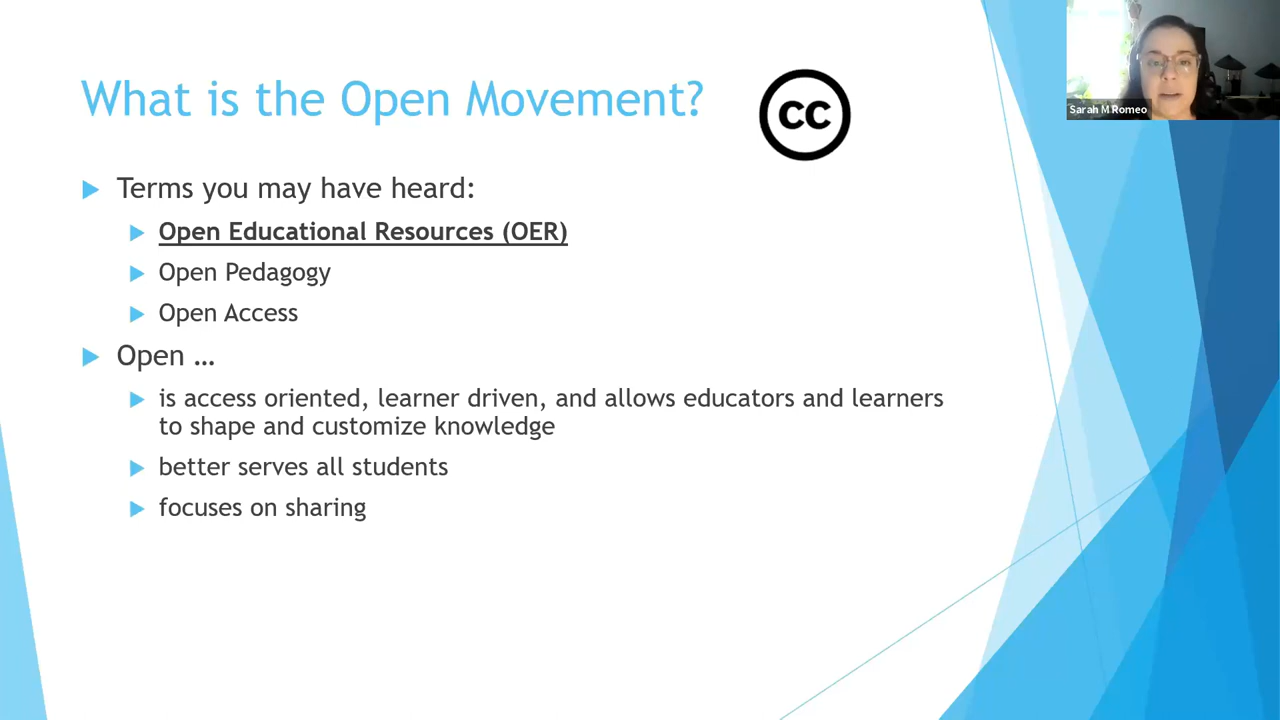 What is the Open Movement?
CC
Sarah M Romeo
Terms you may have heard:
Open Educational Resources (OER)
Open Pedagogy
Open Access
Open …
is access oriented, learner driven, and allows educators and learners
to shape and customize knowledge
better serves all students
focuses on sharing